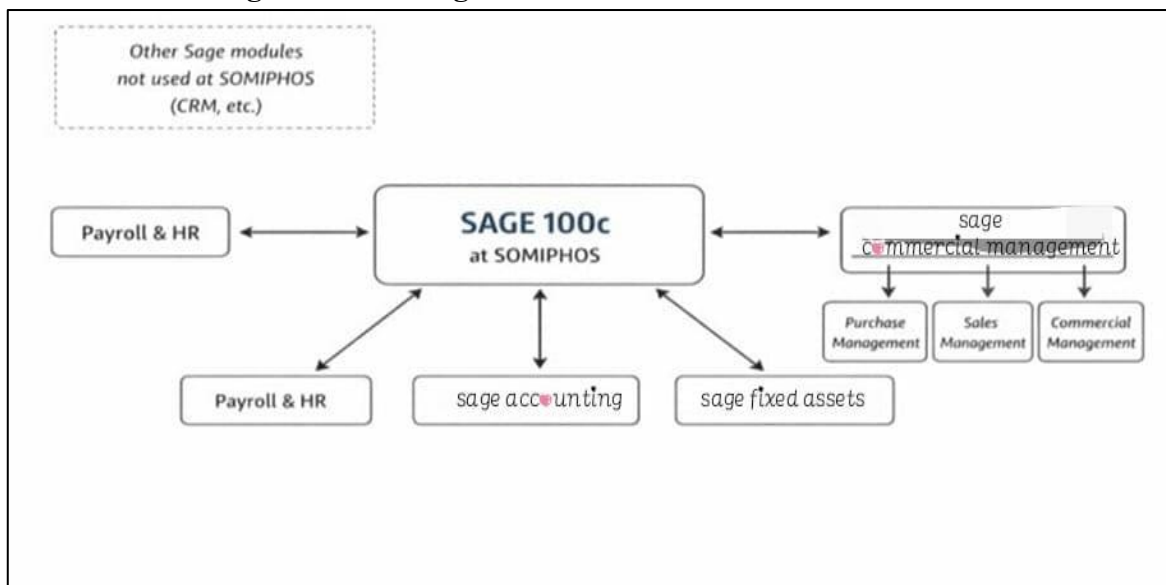 Other Sage modules
not used at SOMIPHOS
(CRM, etc.)
Payroll & HR
SAGE 100c
at SOMIPHOS
sage
commercial management
Purchase
Management
Sales
Management
Commercial
Management
Payroll & HR
sage accounting
sage fixed assets